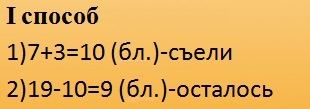 I способ
1)7+3=10 (бл.)-съели
2)19-10=9 (бл.)-осталось